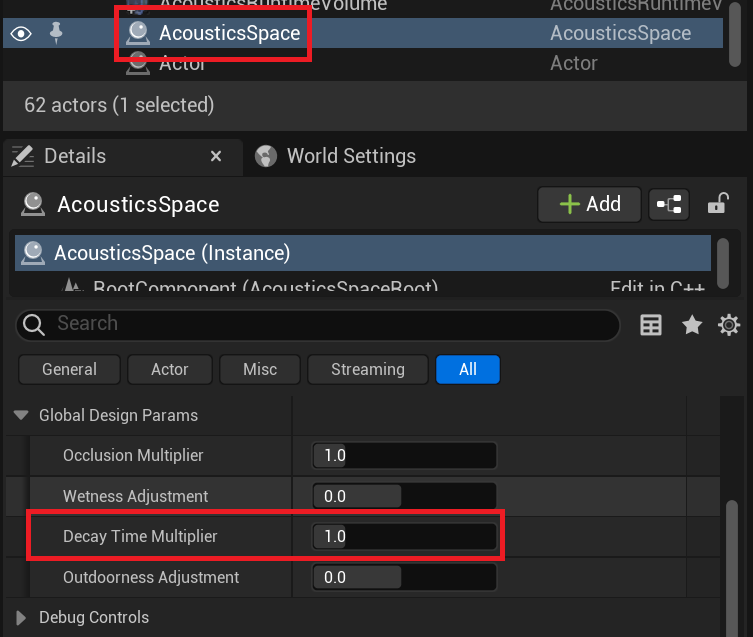 AcousticsRuntimeVolume AcousticsRuntimeV
AcousticsSpace AcousticsSpace
Actor Actor
62 actors (1 selected)
Details × World Settings
AcousticsSpace + Add
AcousticsSpace (Instance)
RootComponent (AcousticsSpaceRoot) Edit in C++
Search
General Actor Misc Streaming All
Global Design Params
Occlusion Multiplier 1.0
Wetness Adjustment 0.0
Decay Time Multiplier 1.0
Outdoorness Adjustment 0.0
Debug Controls